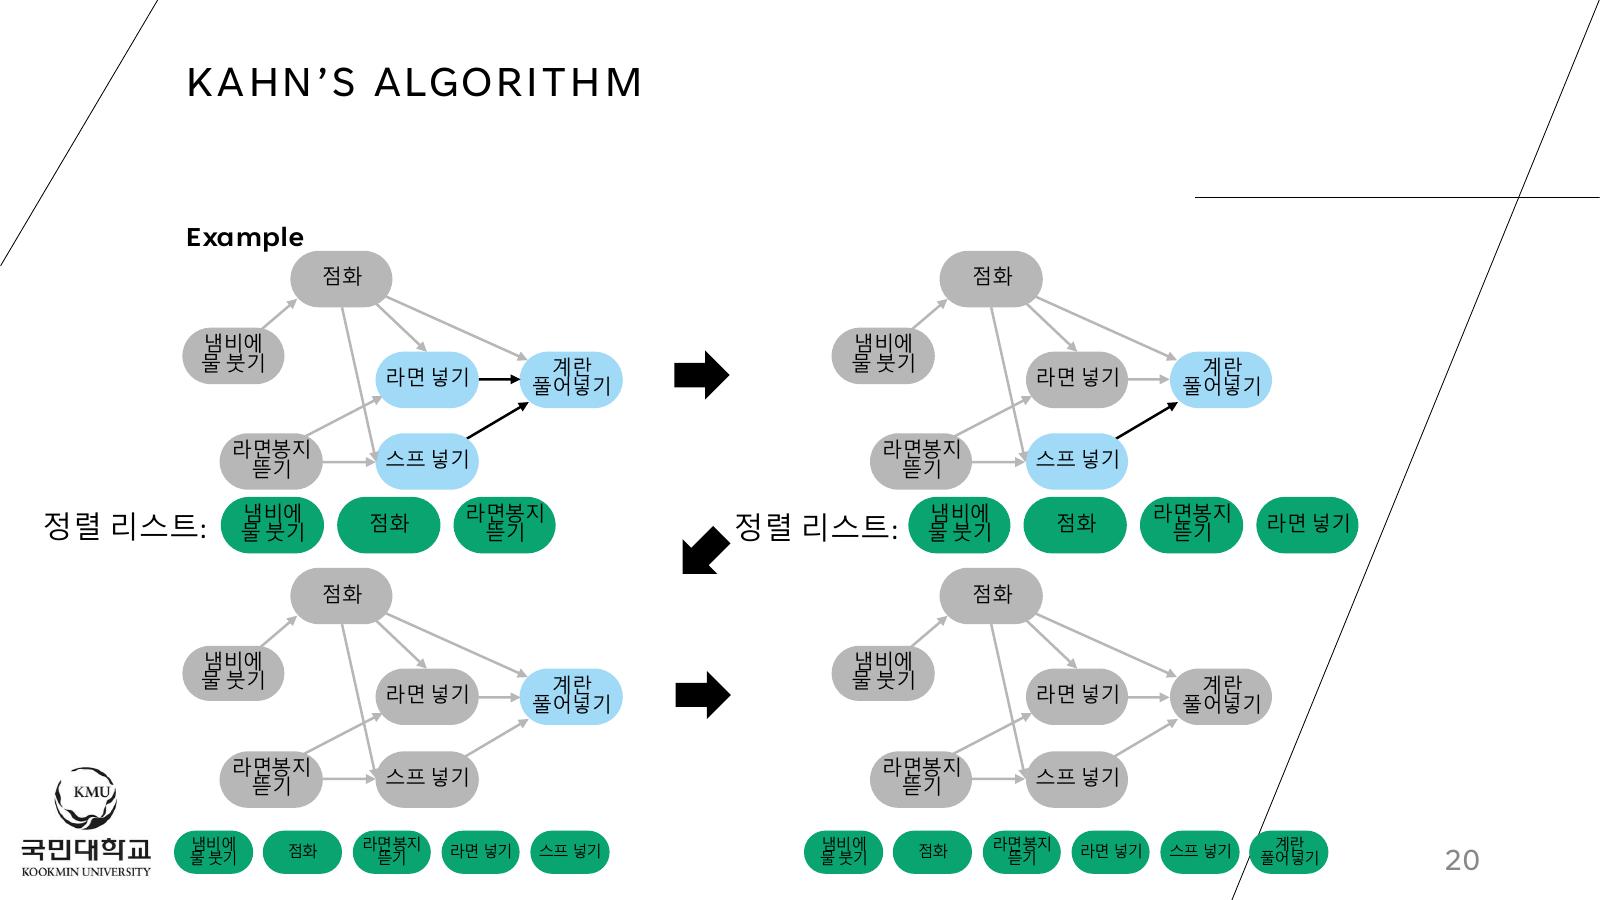 KAHN'S ALGORITHM
Example
점화
냄비에
물 붓기
라면 넣기
계란
풀어넣기
라면봉지
뜯기
스프 넣기
정렬 리스트:
냄비에
물 붓기
점화
라면봉지
뜯기
점화
냄비에
물 붓기
라면 넣기
계란
풀어넣기
라면봉지
뜯기
스프 넣기
정렬 리스트:
냄비에
물 붓기
점화
라면봉지
뜯기
라면 넣기
점화
냄비에
물 붓기
라면 넣기
계란
풀어넣기
라면봉지
뜯기
스프 넣기
냄비에
물 붓기
점화
라면봉지
뜯기
라면 넣기
스프 넣기
점화
냄비에
물 붓기
라면 넣기
계란
풀어넣기
라면봉지
뜯기
스프 넣기
냄비에
물 붓기
점화
라면봉지
뜯기
라면 넣기
스프 넣기
계란
풀어넣기
KMU
국민대학교
KOOKMIN UNIVERSITY
20